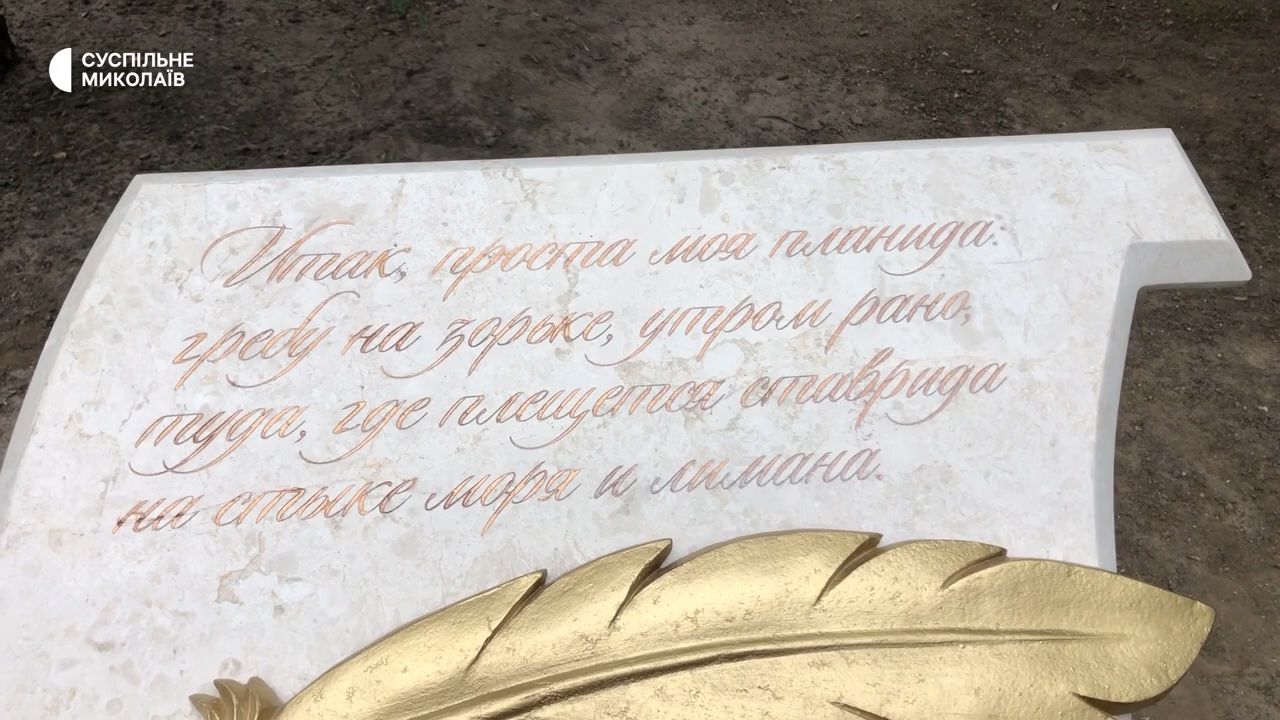 СУСПІЛЬНЕ
МИКОЛАЇВ
Итак, проста моя планида:
гребу на зорьке, утром рано,
туда, где плещется ставрида
на стыке моря и лимана.